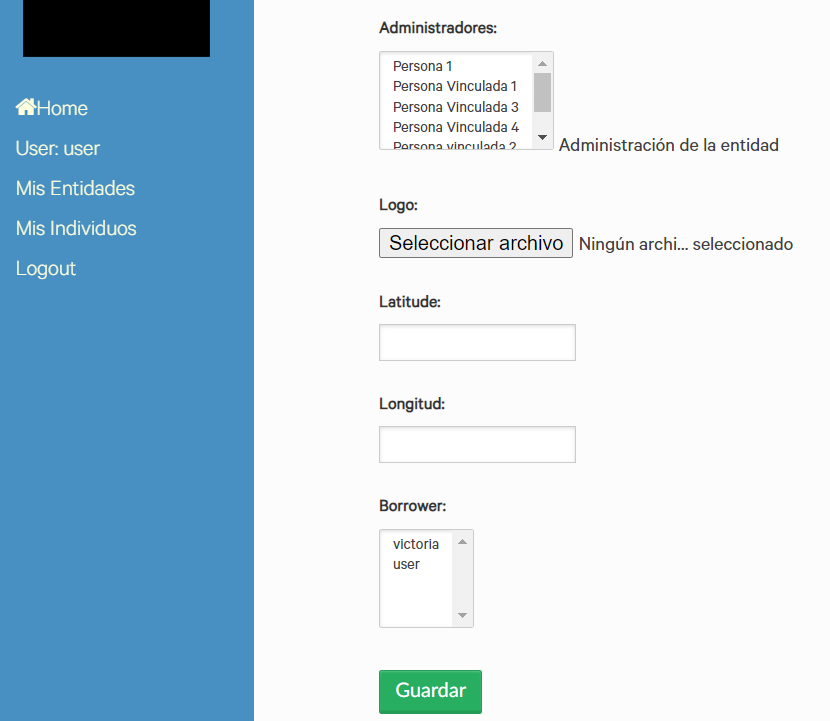 Home
User: user
Mis Entidades
Mis Individuos
Logout
Administradores:
Persona 1
Persona Vinculada 1
Persona Vinculada 3
Persona Vinculada 4
Persona vinculada 2
Administración de la entidad
Logo:
Seleccionar archivo Ningún archi... seleccionado
Latitude:
Longitud:
Borrower:
victoria
user
Guardar